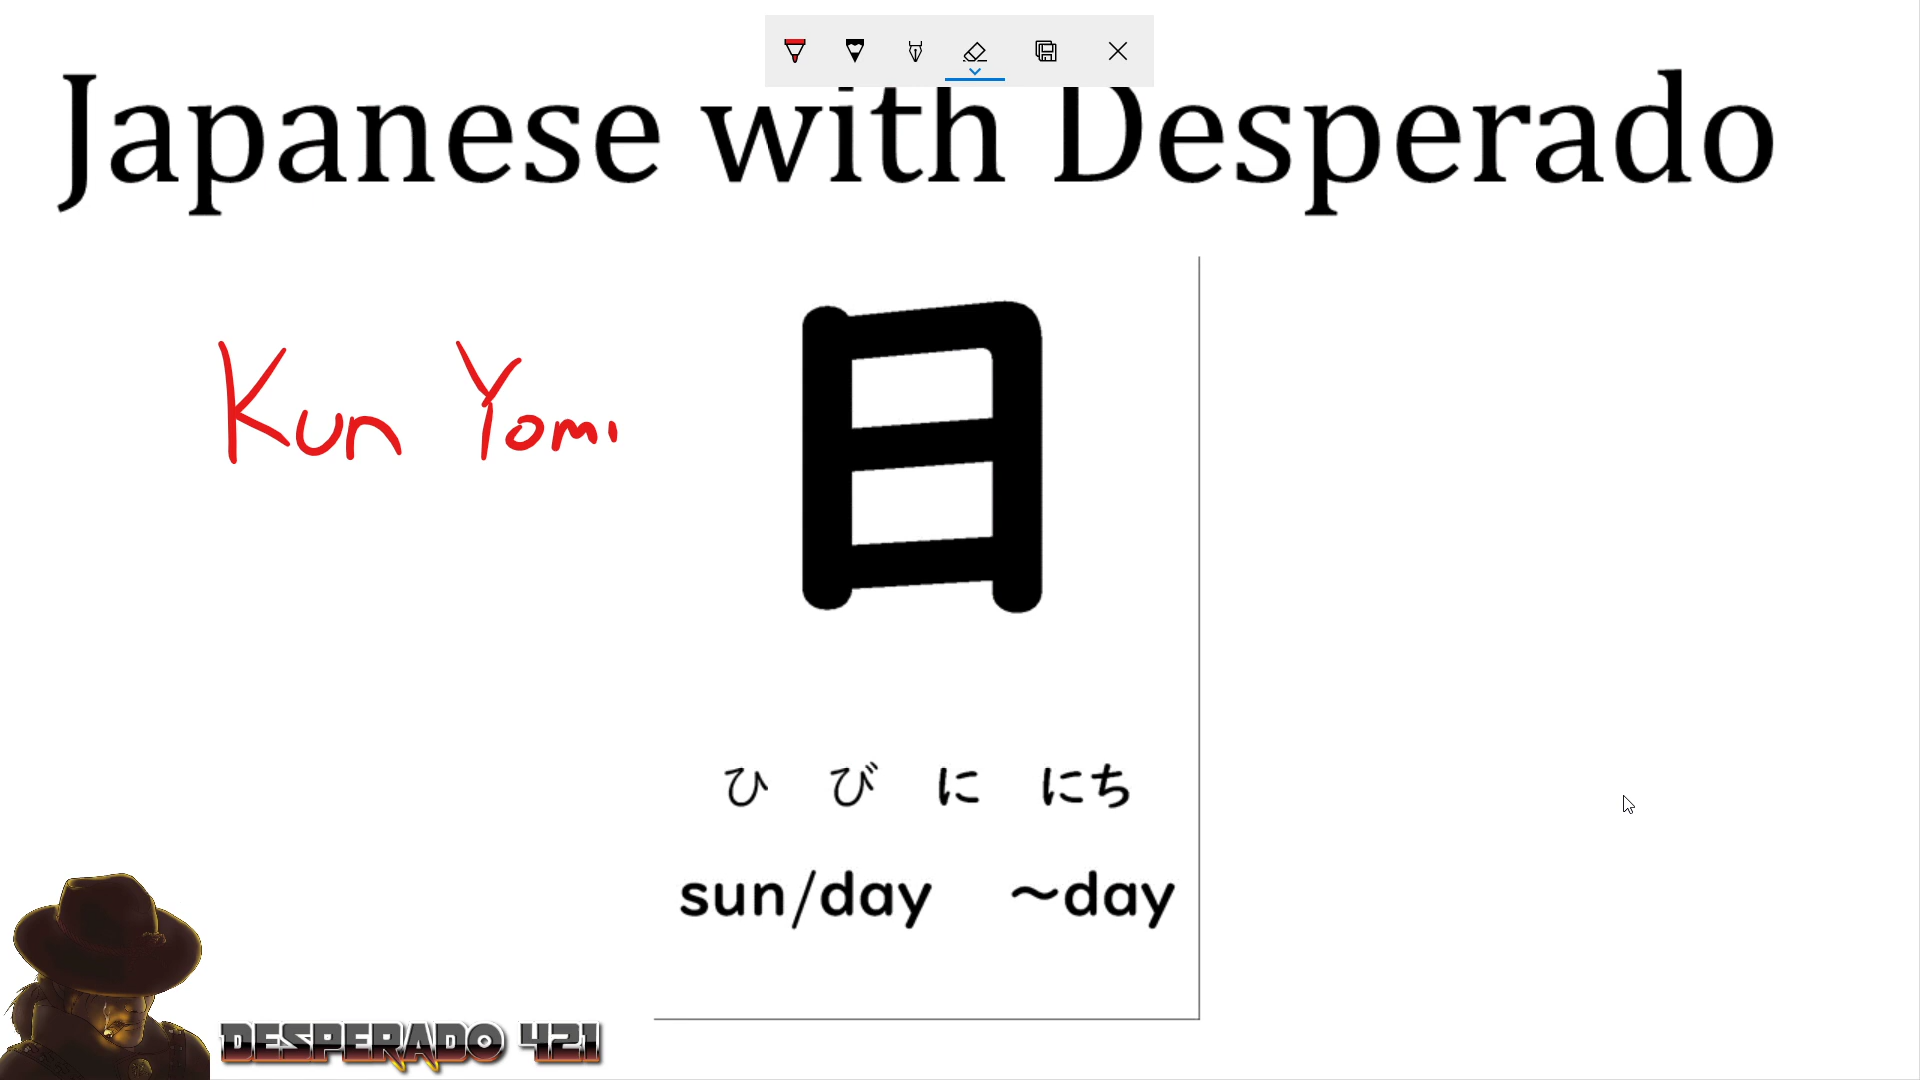 Japanese with Desperado
Kun Yomi
日
ひ び に にち
sun/day ～day
DESPERADO 421